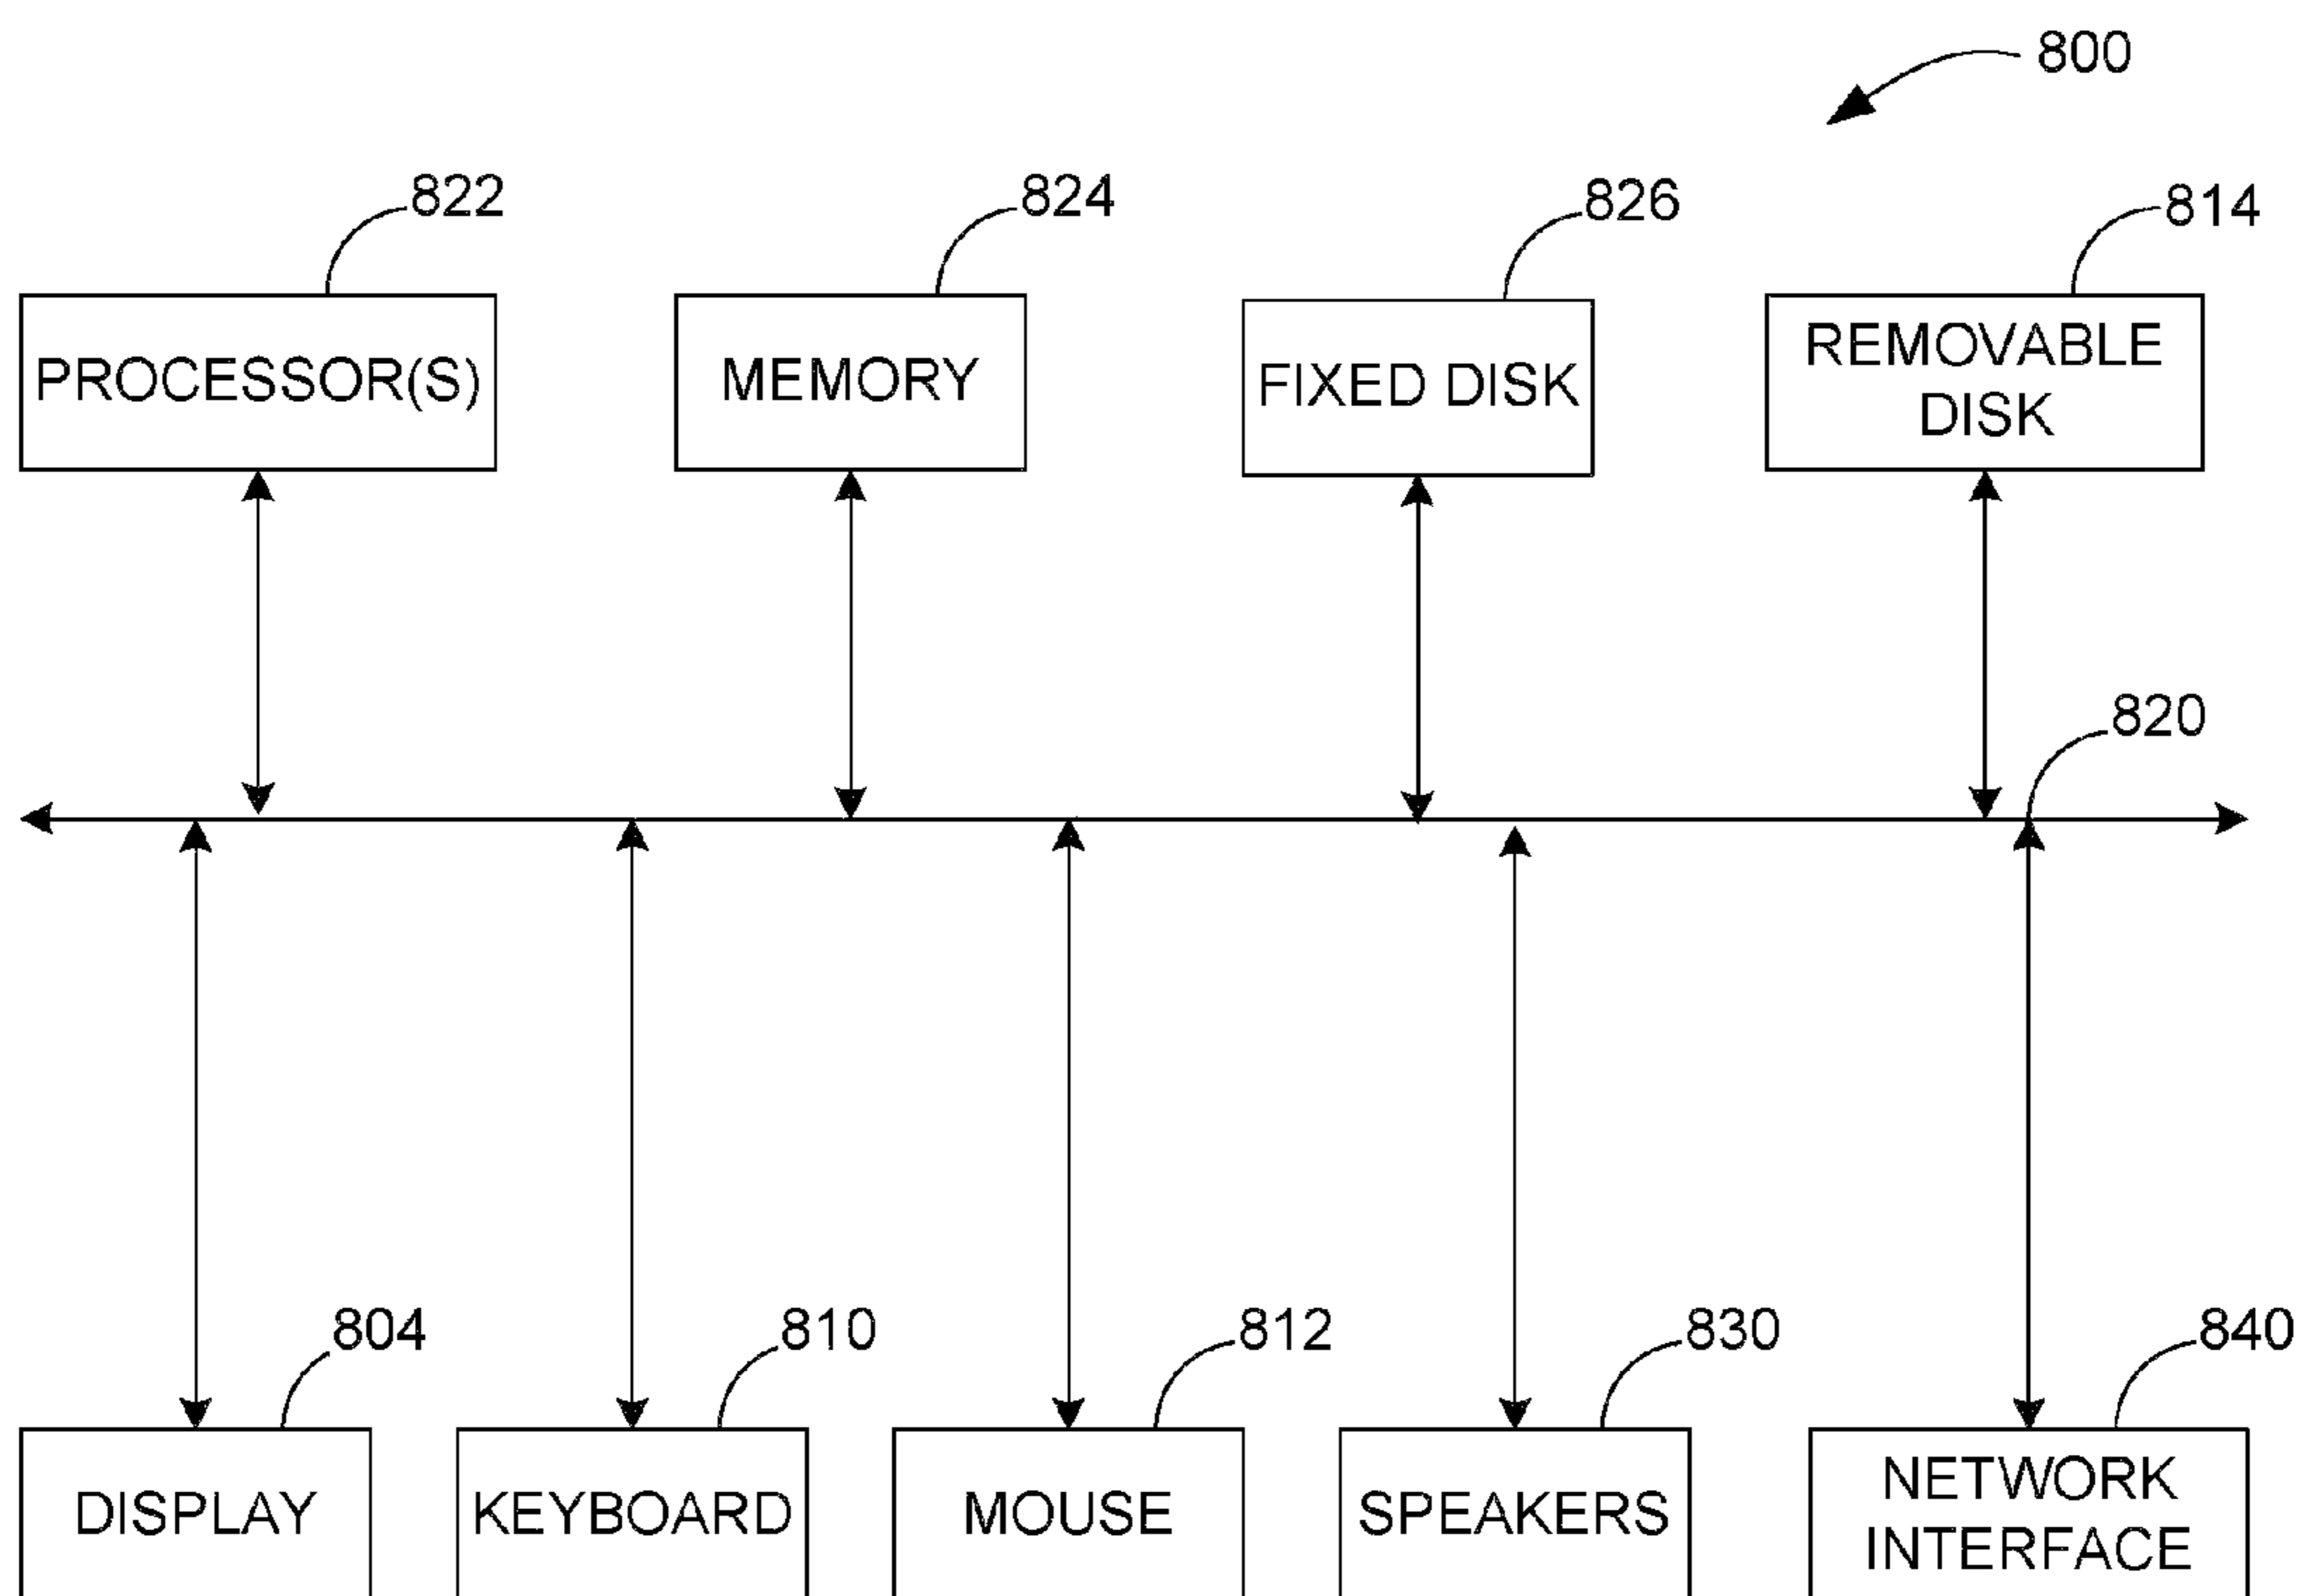 800
822
824
826
814
PROCESSOR(S)
MEMORY
FIXED DISK
REMOVABLE
DISK
820
804
810
812
830
840
DISPLAY
KEYBOARD
MOUSE
SPEAKERS
NETWORK
INTERFACE